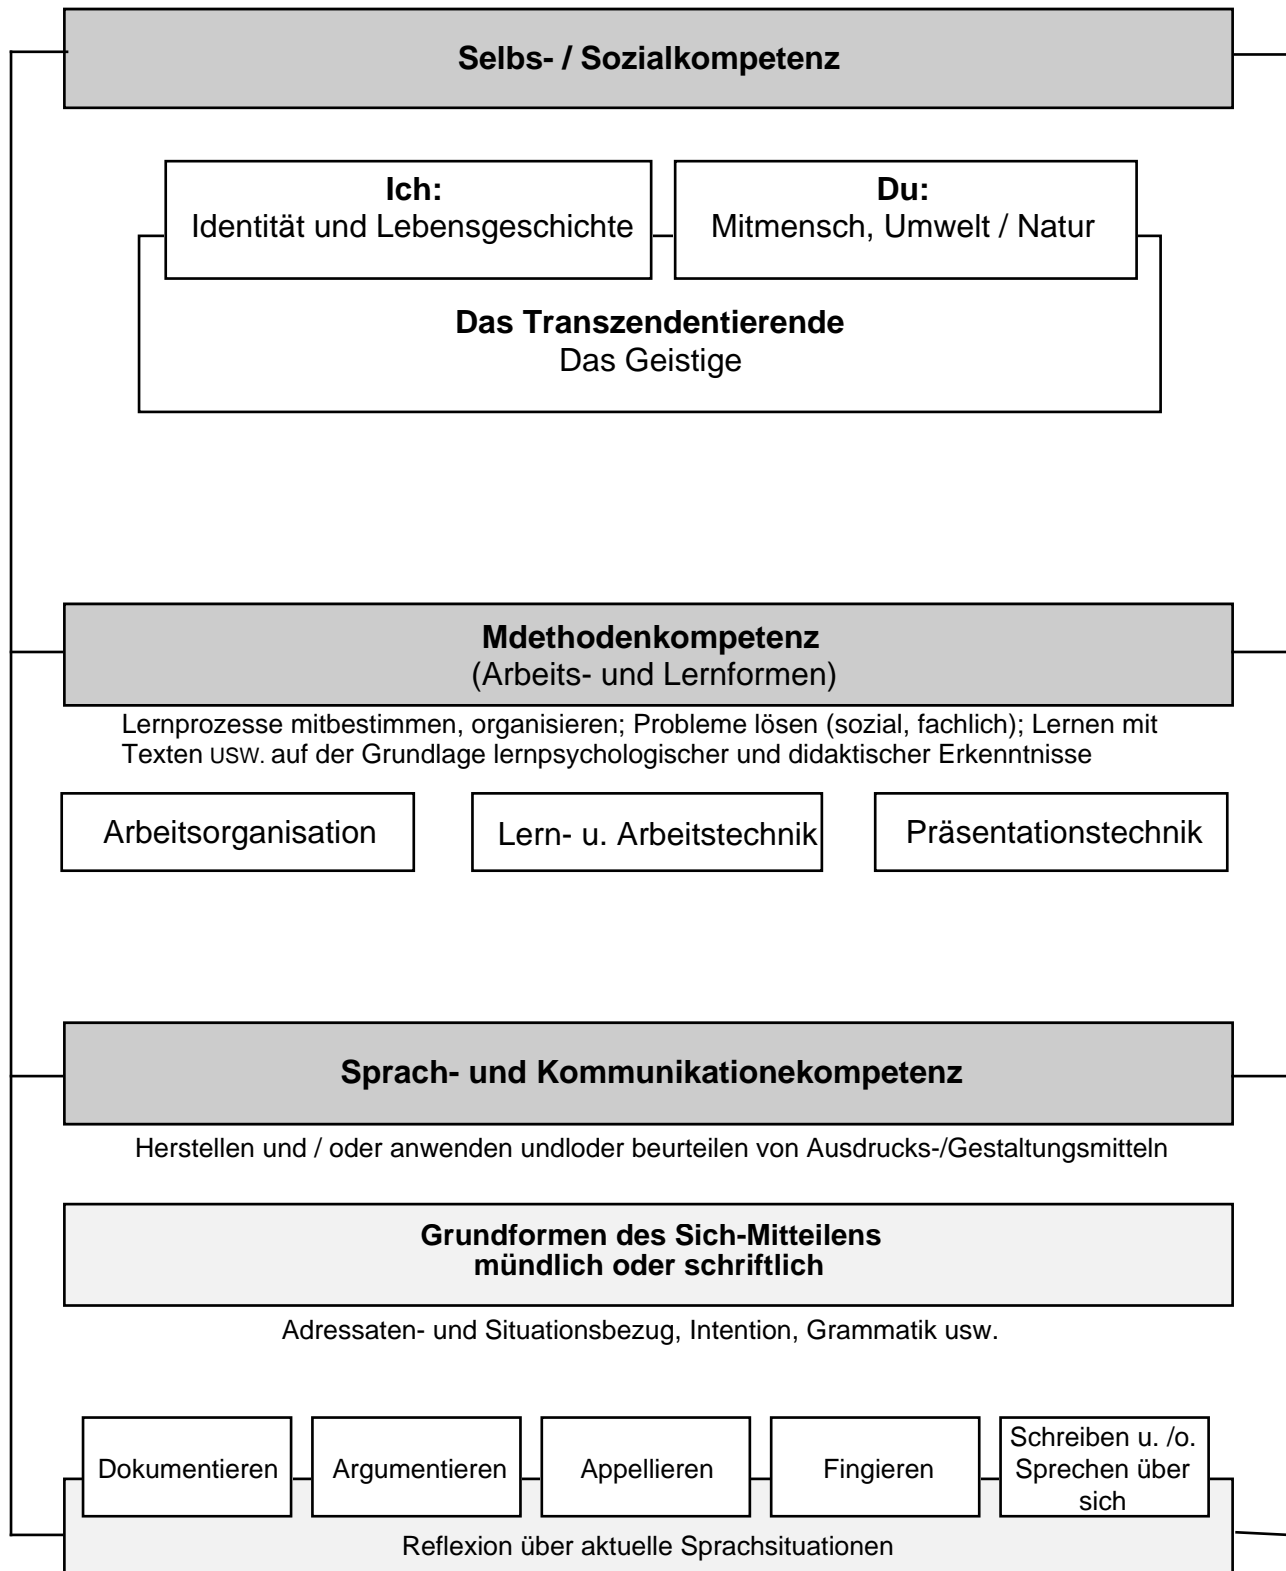 Selbs- / Sozialkompetenz
Ich:
Identität und Lebensgeschichte
Du:
Mitmensch, Umwelt / Natur
Das Transzendentierende
Das Geistige
Mdethodenkompetenz
(Arbeits- und Lernformen)
Lernprozesse mitbestimmen, organisieren; Probleme lösen (sozial, fachlich); Lernen mit
Texten USW. auf der Grundlage lernpsychologischer und didaktischer Erkenntnisse
Arbeitsorganisation
Lern- u. Arbeitstechnik
Präsentationstechnik
Sprach- und Kommunikationekompetenz
Herstellen und / oder anwenden undloder beurteilen von Ausdrucks-/Gestaltungsmitteln
Grundformen des Sich-Mitteilens
mündlich oder schriftlich
Adressaten- und Situationsbezug, Intention, Grammatik usw.
Dokumentieren
Argumentieren
Appellieren
Fingieren
Schreiben u. /o.
Sprechen über
sich
Reflexion über aktuelle Sprachsituationen